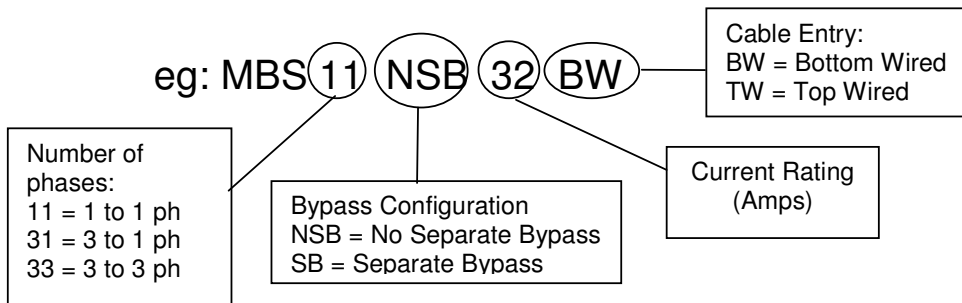 eg: MBS 11 NSB 32 BW
Cable Entry:
BW = Bottom Wired
TW = Top Wired
Number of
phases:
11 = 1 to 1 ph
31 = 3 to 1 ph
33 = 3 to 3 ph
Bypass Configuration
NSB = No Separate Bypass
SB = Separate Bypass
Current Rating
(Amps)